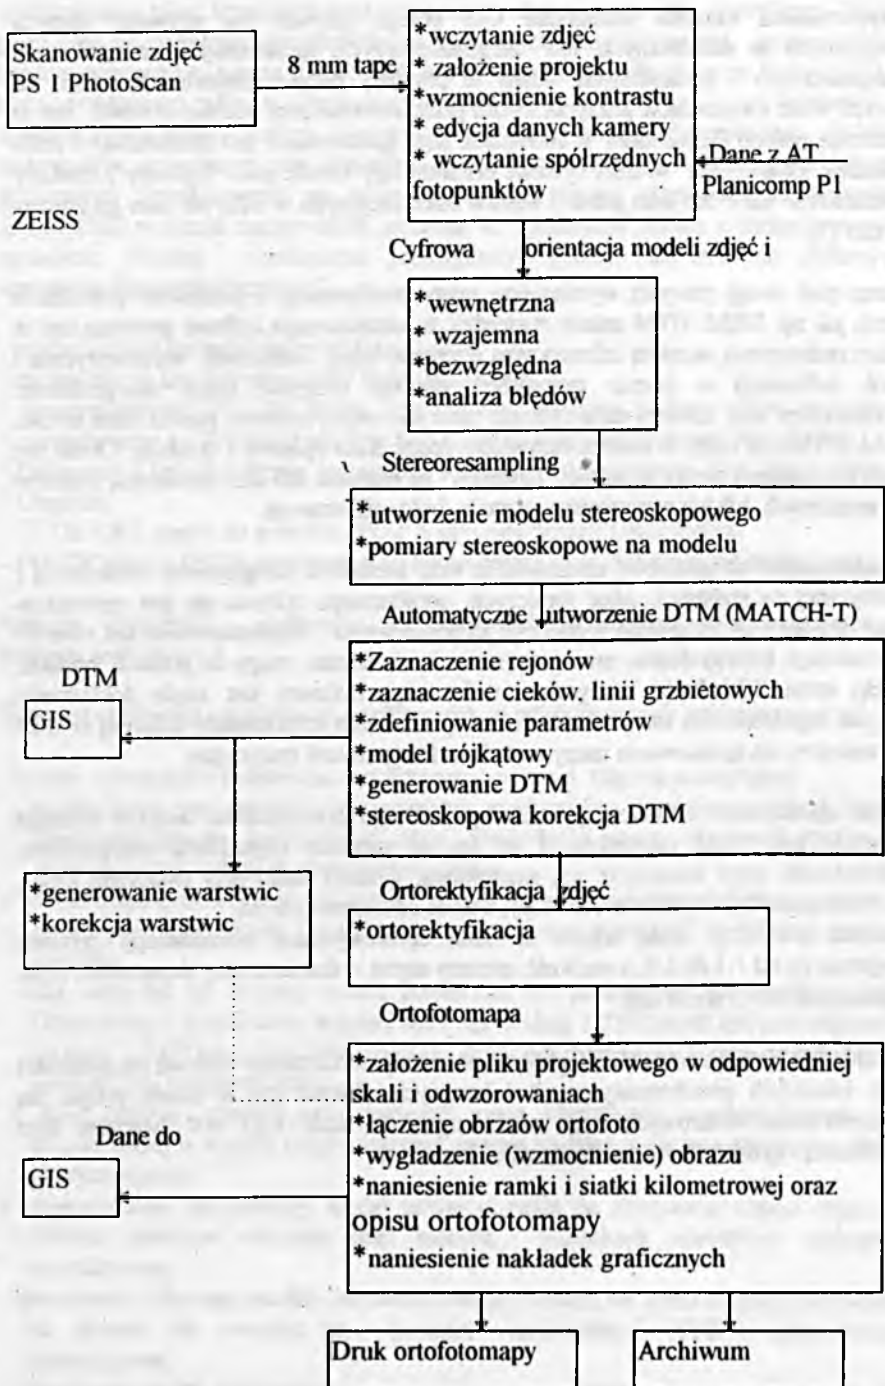 Skanowanie zdjęć
PS 1 PhotoScan
8 mm tape
*wczytanie zdjęć
* założenie projektu
*wzmocnienie kontrastu
* edycja danych kamery
* wczytanie spółrzędnych
fotopunktów
Dane z AT
Planicomp P1
ZEISS
Cyfrowa orientacja modeli zdjęć i
*wewnętrzna
* wzajemna
*bezwzględna
*analiza błędów
Stereoresampling
*utworzenie modelu stereoskopowego
*pomiary stereoskopowe na modelu
Automatyczne utworzenie DTM (MATCH-T)
DTM
GIS
*Zaznaczenie rejonów
*zaznaczenie cieków, linii grzbietowych
*zdefiniowanie parametrów
*model trójkątowy
*generowanie DTM
*stereoskopowa korekcja DTM
*generowanie warstwic
*korekcja warstwic
Ortorektyfikacja zdjęć
*ortorektyfikacja
Ortofotomapa
*założenie pliku projektowego w odpowiedniej
skali i odwzorowaniach
*łączenie obrzaów ortofoto
*wygładzenie (wzmocnienie) obrazu
*naniesienie ramki i siatki kilometrowej oraz
opisu ortofotomapy
*naniesienie nakładek graficznych
Dane do
GIS
Druk ortofotomapy
Archiwum